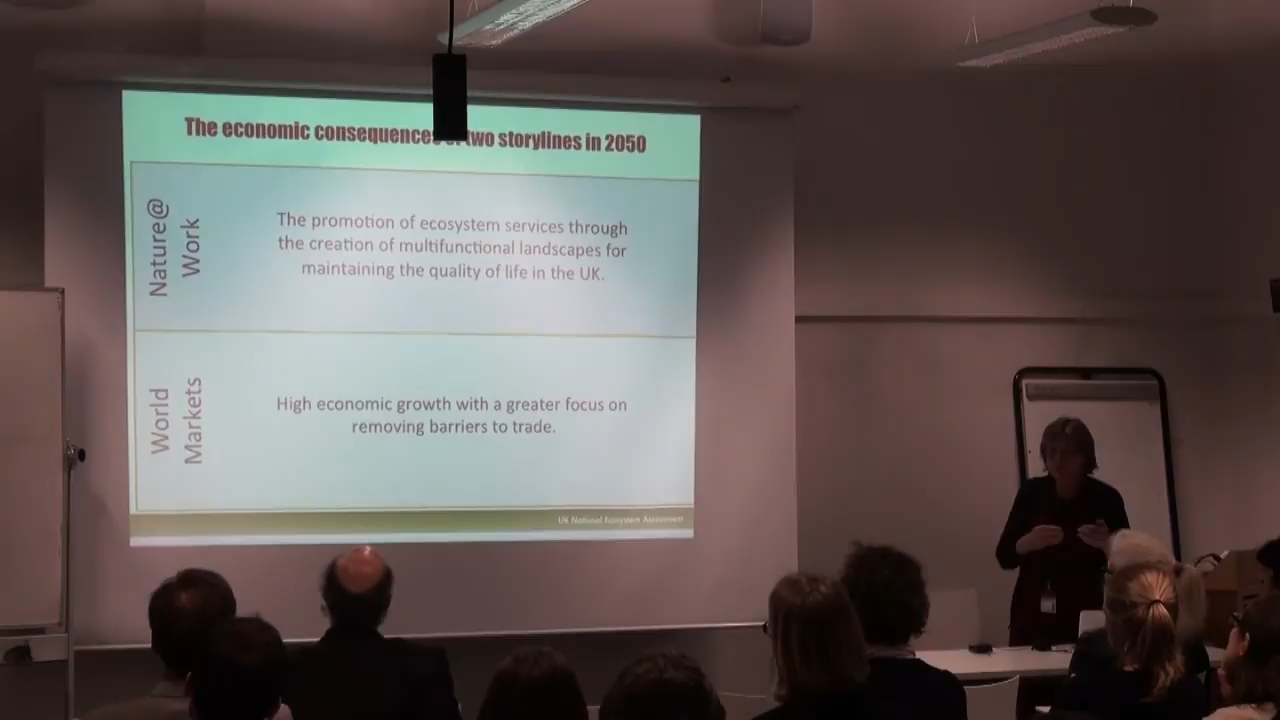 The economic consequences two storylines in 2050
Nature@
Work
The promotion of ecosystem services through
the creation of multifunctional landscapes for
maintaining the quality of life in the UK.
World
Markets
High economic growth with a greater focus on
removing barriers to trade.
UK National Ecosystem Assessment